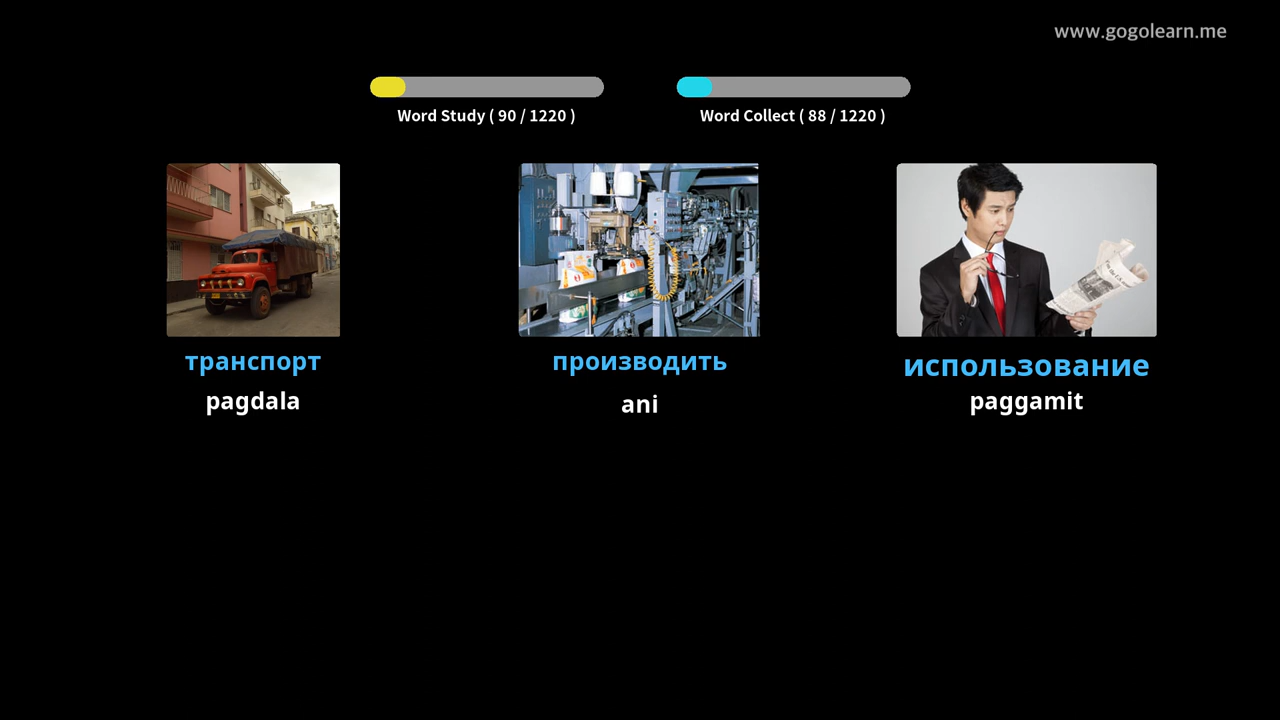 www.gogolearn.me
Word Study ( 90 / 1220 )
Word Collect ( 88 / 1220 )
транспорт
производить
использование
pagdala
ani
paggamit